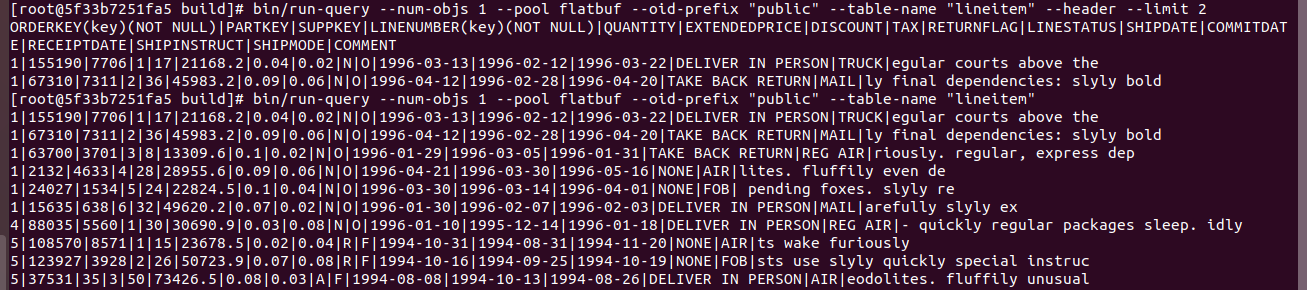 [root@5f33b7251fa5 build]# bin/run-query --num-objs 1 --pool flatbuf --oid-prefix "public" --table-name "lineitem" --header --limit 2
ORDERKEY(key)(NOT NULL)|PARTKEY|SUPPKEY|LINENUMBER(key)(NOT NULL)|QUANTITY|EXTENDEDPRICE|DISCOUNT|TAX|RETURNFLAG|LINESTATUS|SHIPDATE|COMMITDAT
E|RECEIPTDATE|SHIPINSTRUCT|SHIPMODE|COMMENT
1|155190|7706|1|17|21168.2|0.04|0.02|N|O|1996-03-13|1996-02-12|1996-03-22|DELIVER IN PERSON|TRUCK|egular courts above the
1|67310|7311|2|36|45983.2|0.09|0.06|N|O|1996-04-12|1996-02-28|1996-04-20|TAKE BACK RETURN|MAIL|ly final dependencies: slyly bold
[root@5f33b7251fa5 build]# bin/run-query --num-objs 1 --pool flatbuf --oid-prefix "public" --table-name "lineitem"
1|155190|7706|1|17|21168.2|0.04|0.02|N|O|1996-03-13|1996-02-12|1996-03-22|DELIVER IN PERSON|TRUCK|egular courts above the
1|67310|7311|2|36|45983.2|0.09|0.06|N|O|1996-04-12|1996-02-28|1996-04-20|TAKE BACK RETURN|MAIL|ly final dependencies: slyly bold
1|63700|3701|3|8|13309.6|0.1|0.02|N|O|1996-01-29|1996-03-05|1996-01-31|TAKE BACK RETURN|REG AIR|riously. regular, express dep
1|2132|4633|4|28|28955.6|0.09|0.06|N|O|1996-04-21|1996-03-30|1996-05-16|NONE|AIR|lites. fluffily even de
1|24027|1534|5|24|22824.5|0.1|0.04|N|O|1996-03-30|1996-03-14|1996-04-01|NONE|FOB| pending foxes. slyly re
1|15635|638|6|32|49620.2|0.07|0.02|N|O|1996-01-30|1996-02-07|1996-02-03|DELIVER IN PERSON|MAIL|arefully slyly ex
4|88035|5560|1|30|30690.9|0.03|0.08|N|O|1996-01-10|1995-12-14|1996-01-18|DELIVER IN PERSON|REG AIR|- quickly regular packages sleep. idly
5|108570|8571|1|15|23678.5|0.02|0.04|R|F|1994-10-31|1994-08-31|1994-11-20|NONE|AIR|ts wake furiously
5|123927|3928|2|26|50723.9|0.07|0.08|R|F|1994-10-16|1994-09-25|1994-10-19|NONE|FOB|sts use slyly quickly special instruc
5|37531|35|3|50|73426.5|0.08|0.03|A|F|1994-08-08|1994-10-13|1994-08-26|DELIVER IN PERSON|AIR|eodolites. fluffily unusual